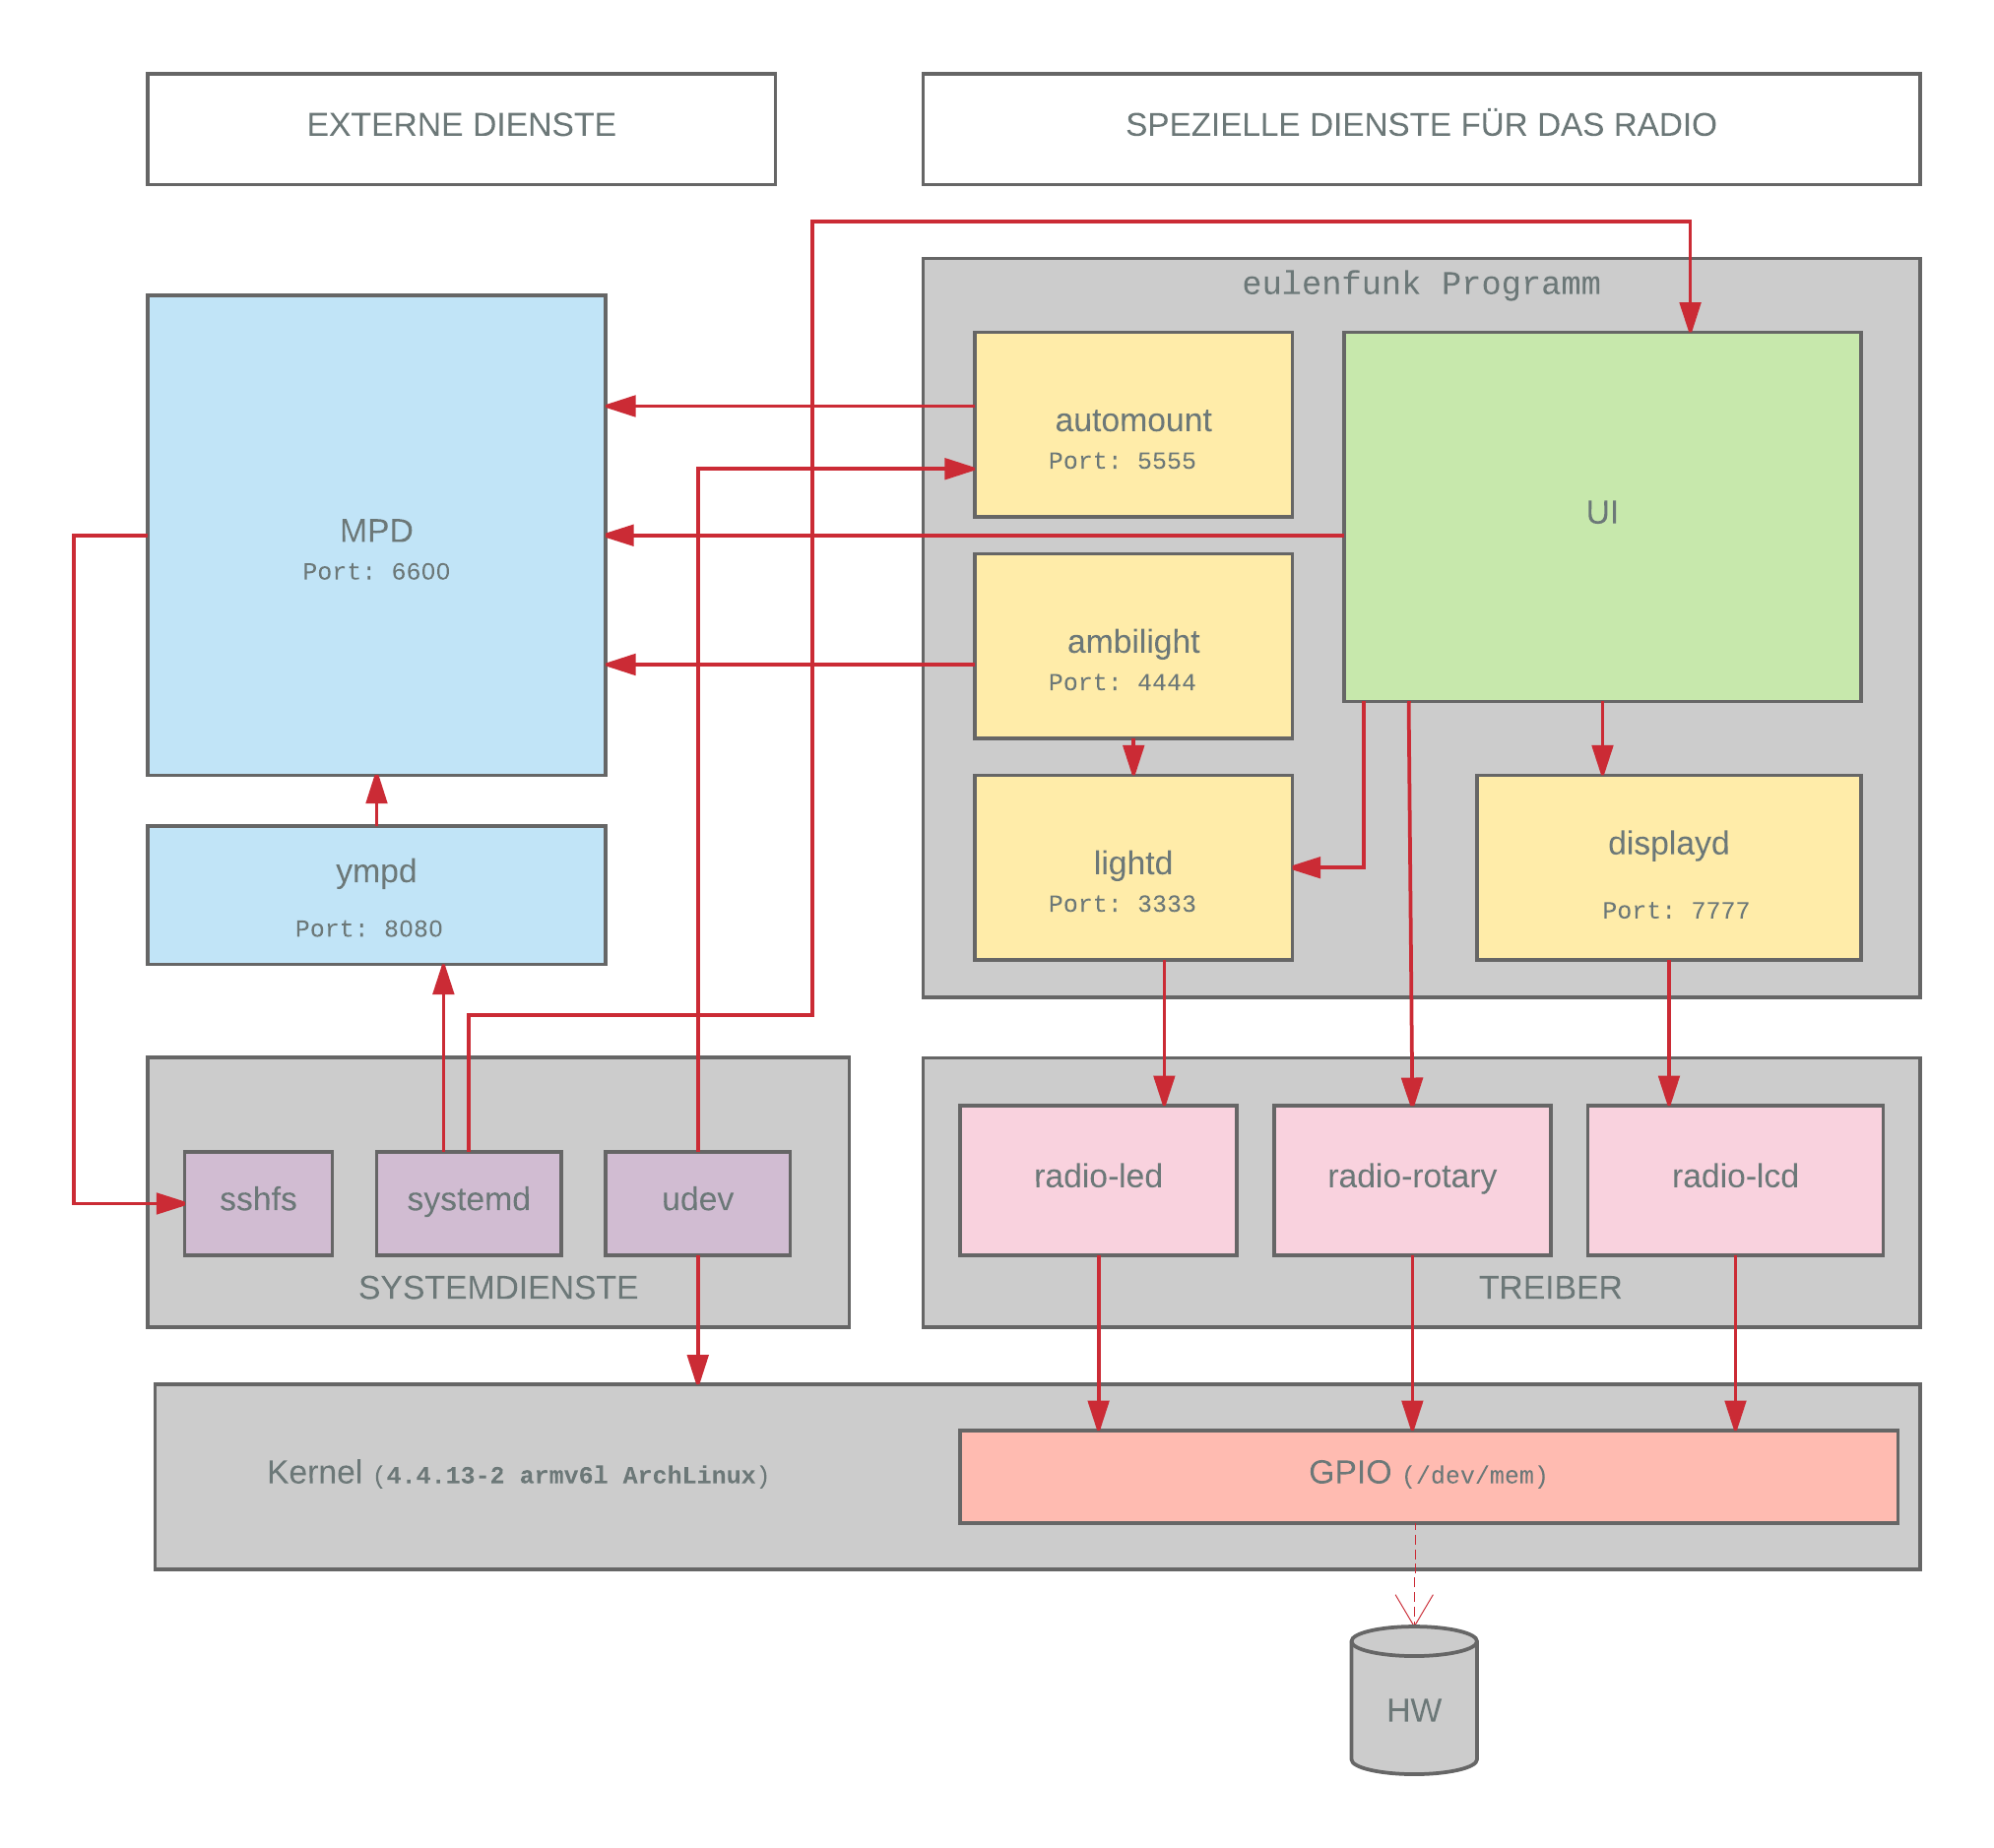 EXTERNE DIENSTE
SPEZIELLE DIENSTE FÜR DAS RADIO
eulenfunk Programm
automount
Port: 5555
UI
MPD
Port: 6600
ambilight
Port: 4444
ympd
Port: 8080
lightd
Port: 3333
displayd
Port: 7777
sshfs
systemd
udev
SYSTEMDIENSTE
radio-led
radio-rotary
radio-lcd
TREIBER
Kernel (4.4.13-2 armv6l ArchLinux)
GPIO (/dev/mem)
HW